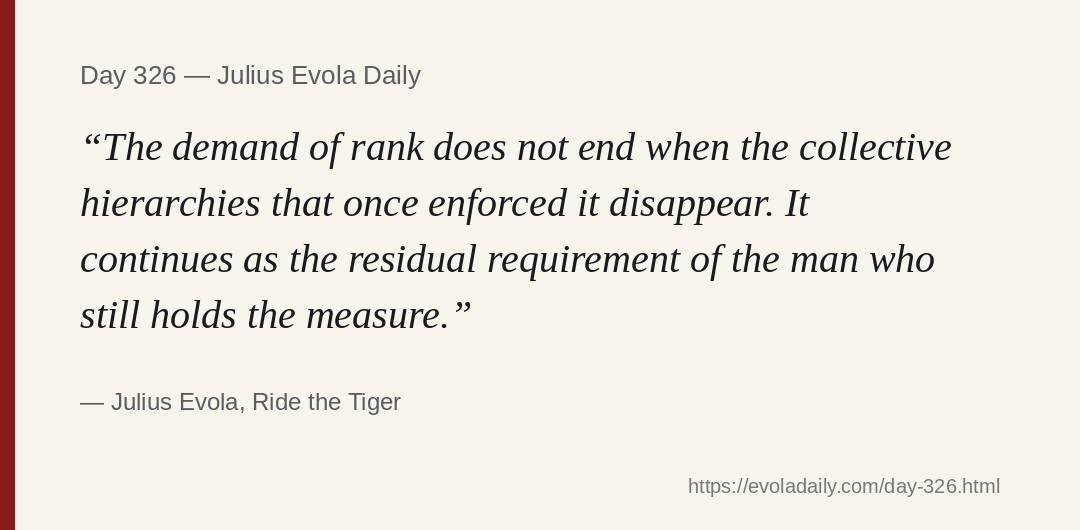 Day 326 — Julius Evola Daily
“The demand of rank does not end when the collective
hierarchies that once enforced it disappear. It
continues as the residual requirement of the man who
still holds the measure.”
— Julius Evola, Ride the Tiger
https://evoladaily.com/day-326.html